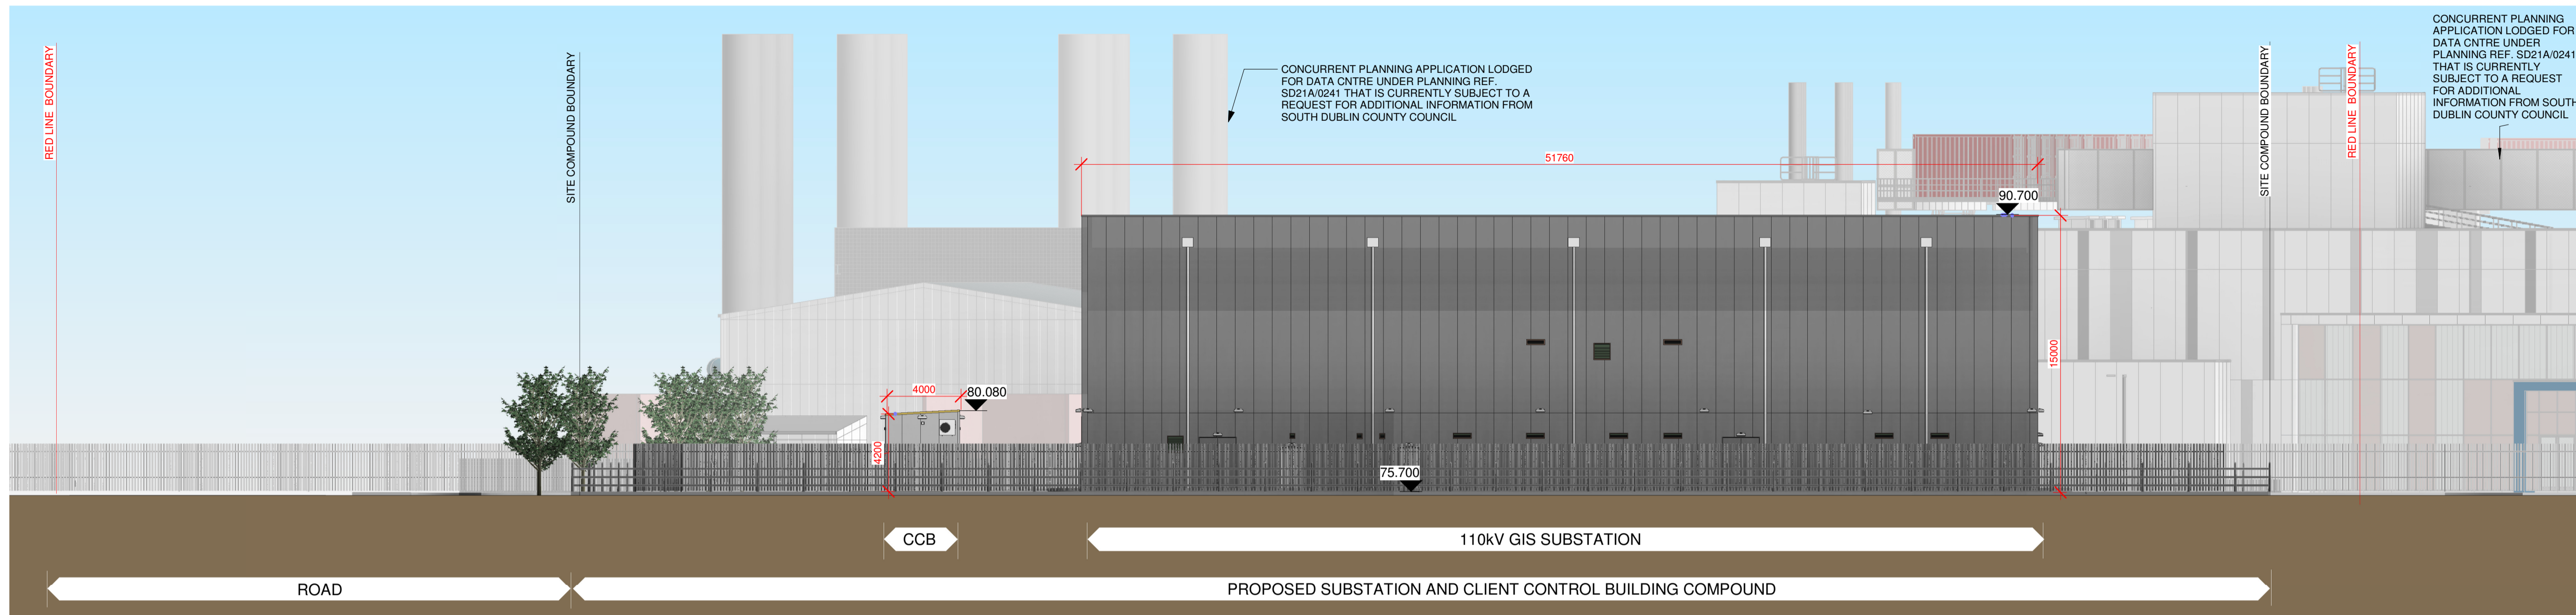 RED LINE  BOUNDARY
SITE COMPOUND BOUNDARY
CONCURRENT PLANNING APPLICATION LODGED
FOR DATA CNTRE UNDER PLANNING REF.
SD21A/0241 THAT IS CURRENTLY SUBJECT TO A
REQUEST FOR ADDITIONAL INFORMATION FROM
SOUTH DUBLIN COUNTY COUNCIL
51760
90.700
SITE COMPOUND BOUNDARY
RED LINE  BOUNDARY
CONCURRENT PLANNING
APPLICATION LODGED FOR
DATA CNTRE UNDER
PLANNING REF. SD21A/0241
THAT IS CURRENTLY
SUBJECT TO A REQUEST
FOR ADDITIONAL
INFORMATION FROM SOUTH
DUBLIN COUNTY COUNCIL
4000
80.080
4200
75.700
15000
CCB
110kV GIS SUBSTATION
ROAD
PROPOSED SUBSTATION AND CLIENT CONTROL BUILDING COMPOUND